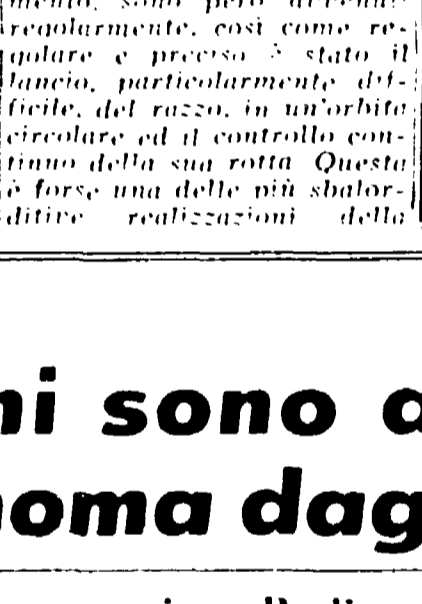 mento, sono però
regolarmente, così come re-
golare e preciso è stato il
lancio, particolarmente dif-
ficile, del razzo, in un'orbita
circolare ed il controllo con-
tinuo della sua rotta Questa
è forse una delle più sbalor-
ditive realizzazioni della
ni sono a
noma dag